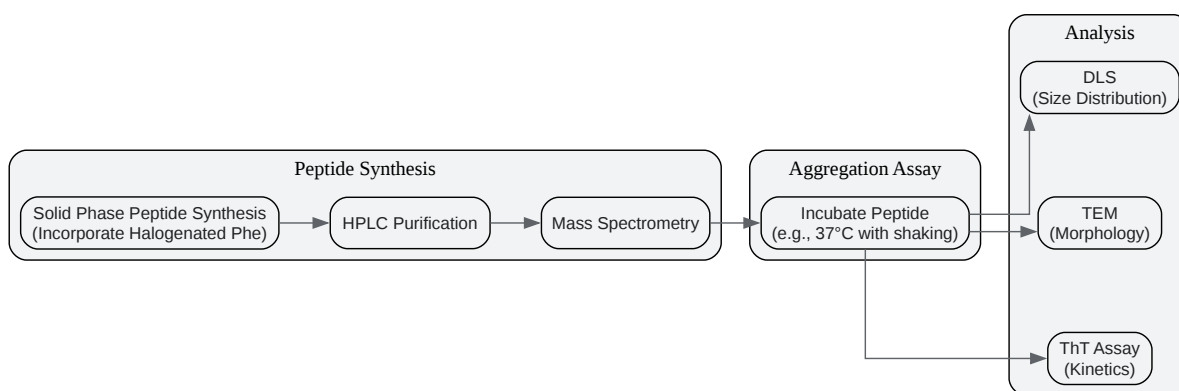 Peptide Synthesis
Solid Phase Peptide Synthesis
(Incorporate Halogenated Phe)
HPLC Purification
Mass Spectrometry
Aggregation Assay
Incubate Peptide
(e.g., 37°C with shaking)
Analysis
DLS
(Size Distribution)
TEM
(Morphology)
ThT Assay
(Kinetics)